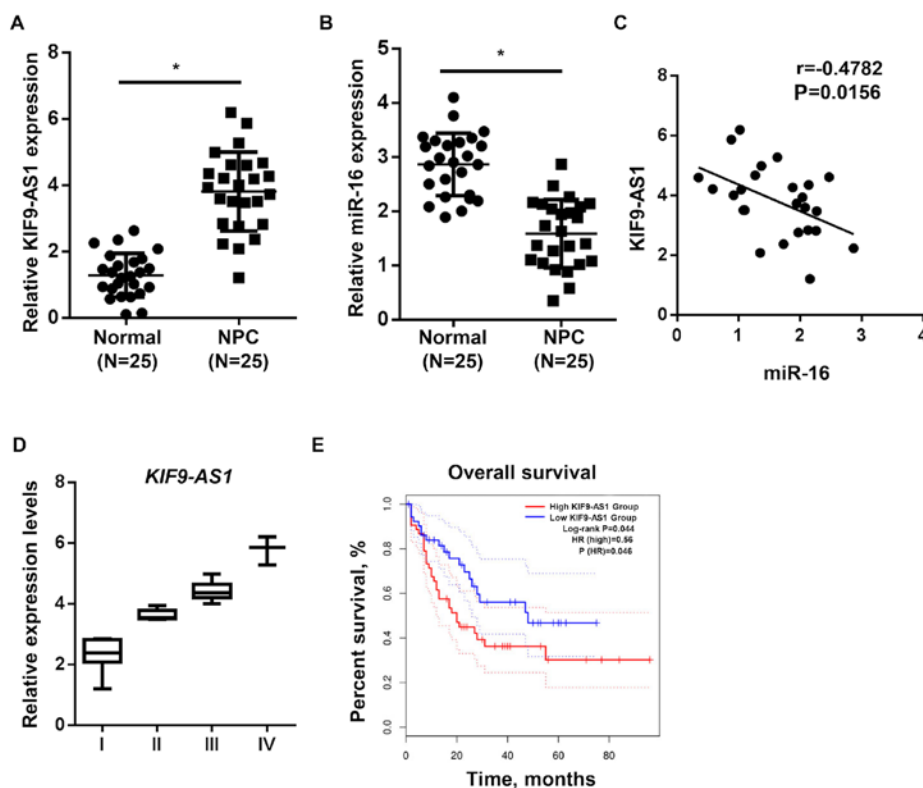 A
Relative KIF9-AS1 expression
8
6
4
2
0
*
Normal
(N=25)
NPC
(N=25)
B
Relative miR-16 expression
5
4
3
2
1
0
*
Normal
(N=25)
NPC
(N=25)
C
r=-0.4782
P=0.0156
KIF9-AS1
8
6
4
2
0
0 1 2 3 4
miR-16
D
KIF9-AS1
Relative expression levels
8
6
4
2
0
I II III IV
E
Overall survival
High KIF9-AS1 Group
Low KIF9-AS1 Group
Log-rank P=0.044
HR (high)=0.56
P (HR)=0.046
Percent survival, %
1.0
0.8
0.6
0.4
0.2
0.0
0 20 40 60 80
Time, months